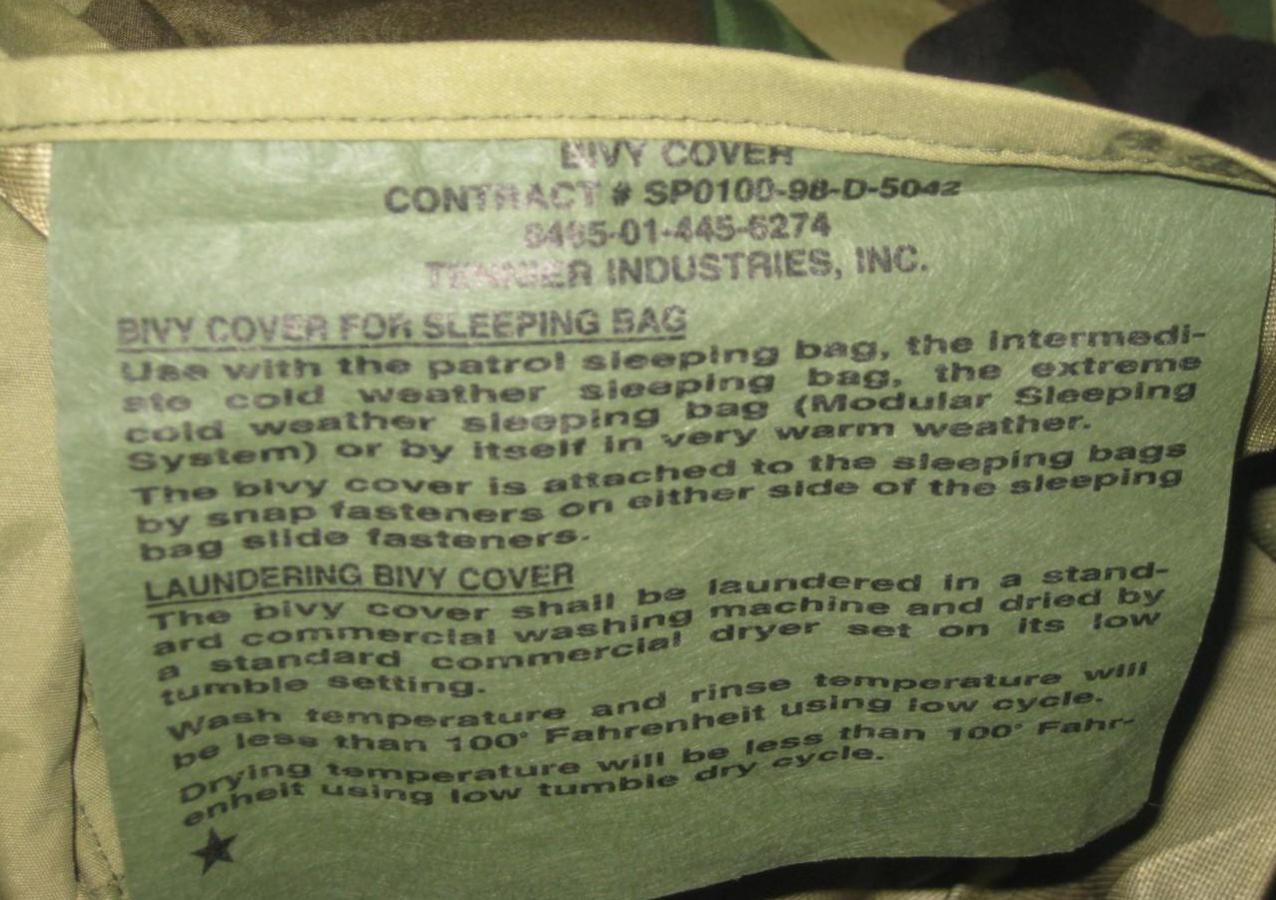 BIVY COVER
CONTRACT # SP0100-98-D-5042
8465-01-445-6274
TENNIER INDUSTRIES, INC.
BIVY COVER FOR SLEEPING BAG
Use with the patrol sleeping bag, the intermedi-
ate cold weather sleeping bag, the extreme
cold weather sleeping bag (Modular Sleeping
System) or by itself in very warm weather.
The bivy cover is attached to the sleeping bags
by snap fasteners on either side of the sleeping
bag slide fasteners.
LAUNDERING BIVY COVER
The bivy cover shall be laundered in a stand-
ard commercial washing machine and dried by
a standard commercial dryer set on its low
tumble setting.
Wash temperature and rinse temperature will
be less than 100° Fahrenheit using low cycle.
Drying temperature will be less than 100° Fahr-
enheit using low tumble dry cycle.